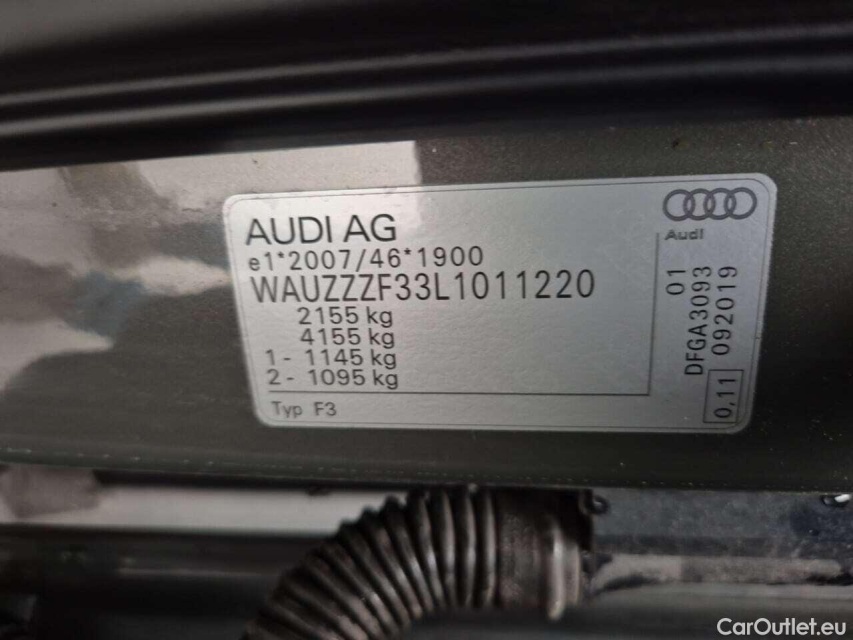 AUDI AG
e1*2007/46*1900
WAUZZZF33L1011220
2155 kg
4155 kg
1 - 1145 kg
2 - 1095 kg
Typ F3
Audi
01
DFGA3093
092019
0,11
CarOutlet.eu